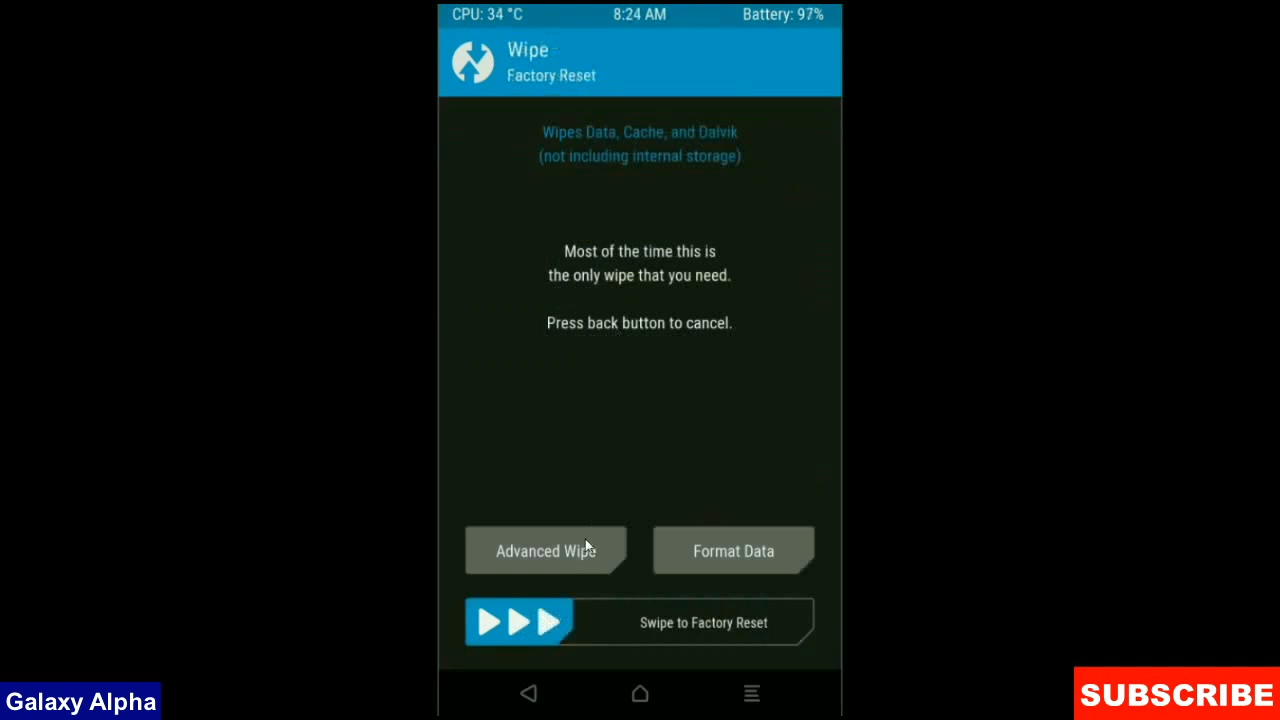 CPU: 34 °C 8:24 AM Battery: 97%
Wipe
Factory Reset
Wipes Data, Cache, and Dalvik
(not including internal storage)
Most of the time this is
the only wipe that you need.
Press back button to cancel.
Advanced Wipe Format Data
Swipe to Factory Reset
Galaxy Alpha
SUBSCRIBE